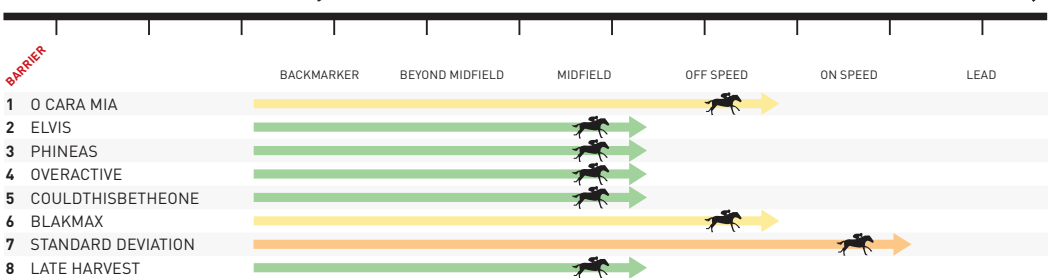 BARRIER
BACKMARKER BEYOND MIDFIELD MIDFIELD OFF SPEED ON SPEED LEAD
1 O CARA MIA
2 ELVIS
3 PHINEAS
4 OVERACTIVE
5 COULDTHISBETHEONE
6 BLAKMAX
7 STANDARD DEVIATION
8 LATE HARVEST